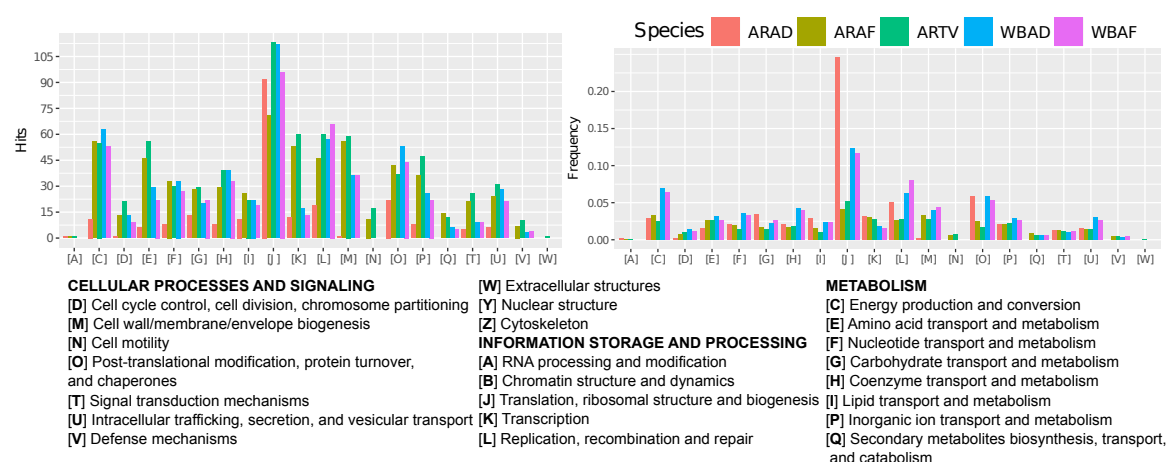 Species ARAD ARAF ARTV WBAD WBAF
Hits
105
90
75
60
45
30
15
0
[A] [C] [D] [E] [F] [G] [H] [I] [J] [K] [L] [M] [N] [O] [P] [Q] [T] [U] [V] [W]
Frequency
0.20
0.15
0.10
0.05
0.00
[A] [C] [D] [E] [F] [G] [H] [I] [J] [K] [L] [M] [N] [O] [P] [Q] [T] [U] [V] [W]
CELLULAR PROCESSES AND SIGNALING
[D] Cell cycle control, cell division, chromosome partitioning
[M] Cell wall/membrane/envelope biogenesis
[N] Cell motility
[O] Post-translational modification, protein turnover,
and chaperones
[T] Signal transduction mechanisms
[U] Intracellular trafficking, secretion, and vesicular transport
[V] Defense mechanisms
[W] Extracellular structures
[Y] Nuclear structure
[Z] Cytoskeleton
INFORMATION STORAGE AND PROCESSING
[A] RNA processing and modification
[B] Chromatin structure and dynamics
[J] Translation, ribosomal structure and biogenesis
[K] Transcription
[L] Replication, recombination and repair
METABOLISM
[C] Energy production and conversion
[E] Amino acid transport and metabolism
[F] Nucleotide transport and metabolism
[G] Carbohydrate transport and metabolism
[H] Coenzyme transport and metabolism
[I] Lipid transport and metabolism
[P] Inorganic ion transport and metabolism
[Q] Secondary metabolites biosynthesis, transport,
and catabolism